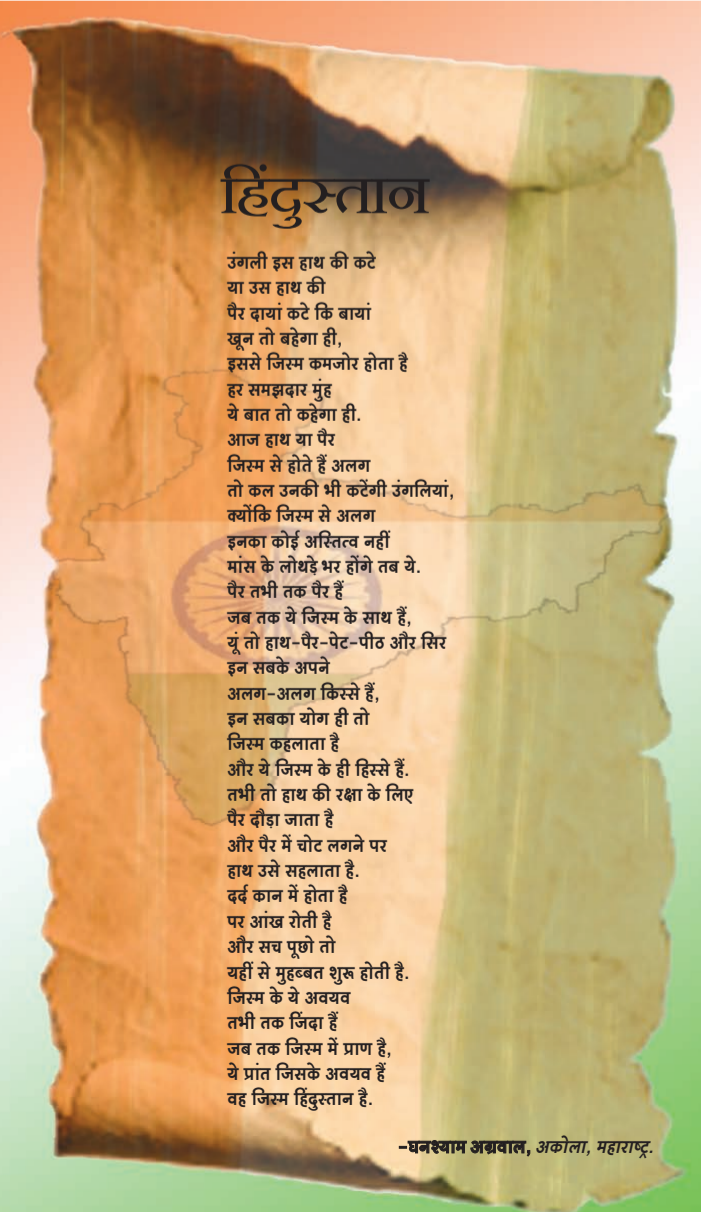 हिंदुस्तान
उंगली इस हाथ की कटे
या उस हाथ की
पैर दायां कटे कि बायां
खून तो बहेगा ही,
इससे जिस्म कमजोर होता है
हर समझदार मुंह
ये बात तो कहेगा ही.
आज हाथ या पैर
जिस्म से होते हैं अलग
तो कल उनकी भी कटेंगी उंगलियां,
क्योंकि जिस्म से अलग
इनका कोई अस्तित्व नहीं
मांस के लोथड़े भर होंगे तब ये.
पैर तभी तक पैर हैं
जब तक ये जिस्म के साथ हैं,
यूं तो हाथ-पैर-पेट-पीठ और सिर
इन सबके अपने
अलग-अलग किस्से हैं,
इन सबका योग ही तो
जिस्म कहलाता है
और ये जिस्म के ही हिस्से हैं.
तभी तो हाथ की रक्षा के लिए
पैर दौड़ा जाता है
और पैर में चोट लगने पर
हाथ उसे सहलाता है.
दर्द कान में होता है
पर आंख रोती है
और सच पूछो तो
यहीं से मुहब्बत शुरू होती है.
जिस्म के ये अवयव
तभी तक जिंदा हैं
जब तक जिस्म में प्राण है,
ये प्रांत जिसके अवयव हैं
वह जिस्म हिंदुस्तान है.
-घनश्याम अग्रवाल, अकोला, महाराष्ट्र.